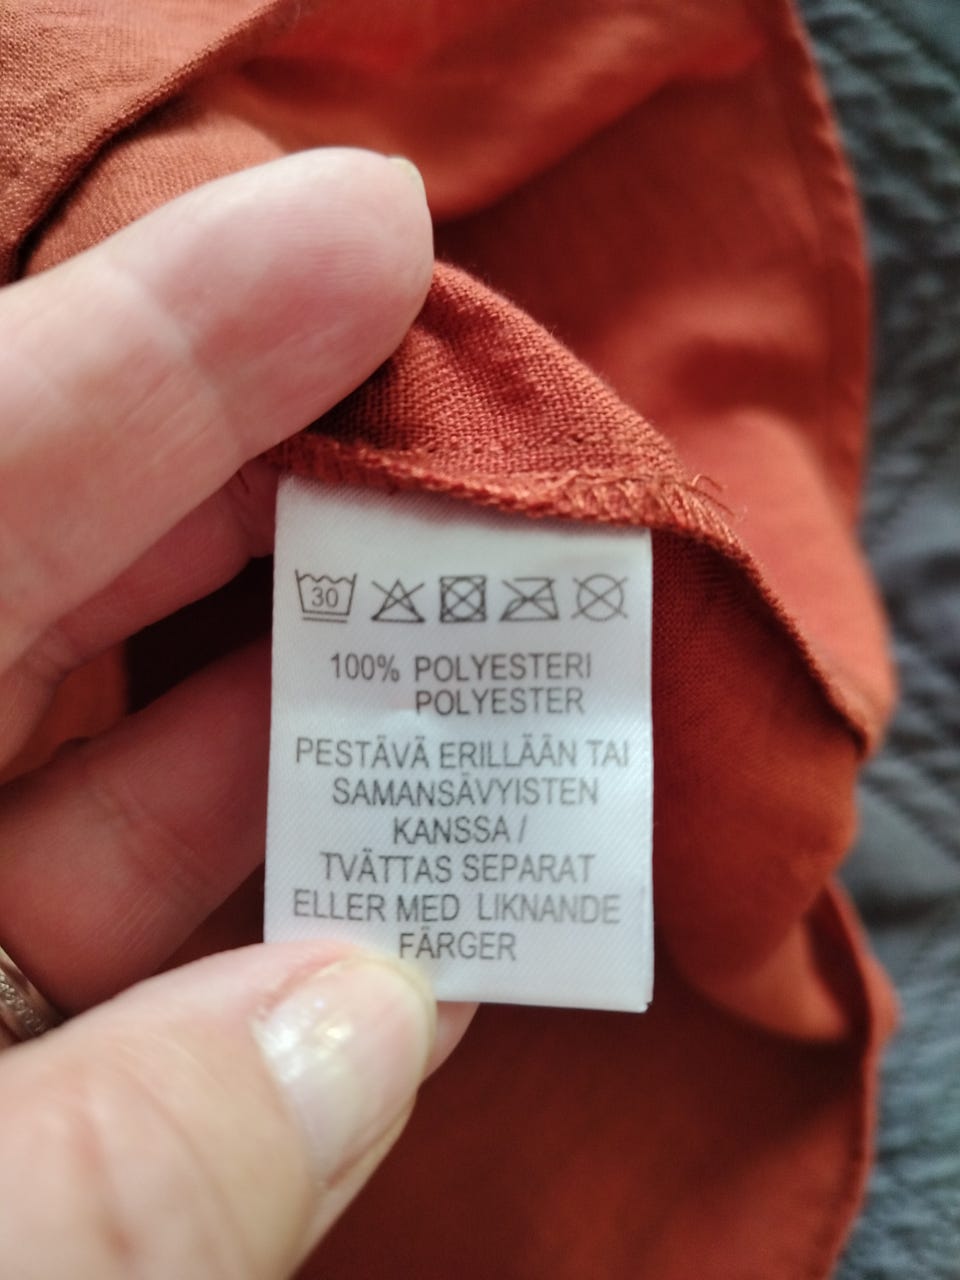 30
100% POLYESTERI
POLYESTER
PESTÄVÄ ERILLÄÄN TAI
SAMANSÄVYISTEN
KANSSA /
TVÄTTAS SEPARAT
ELLER MED LIKNANDE
FÄRGER